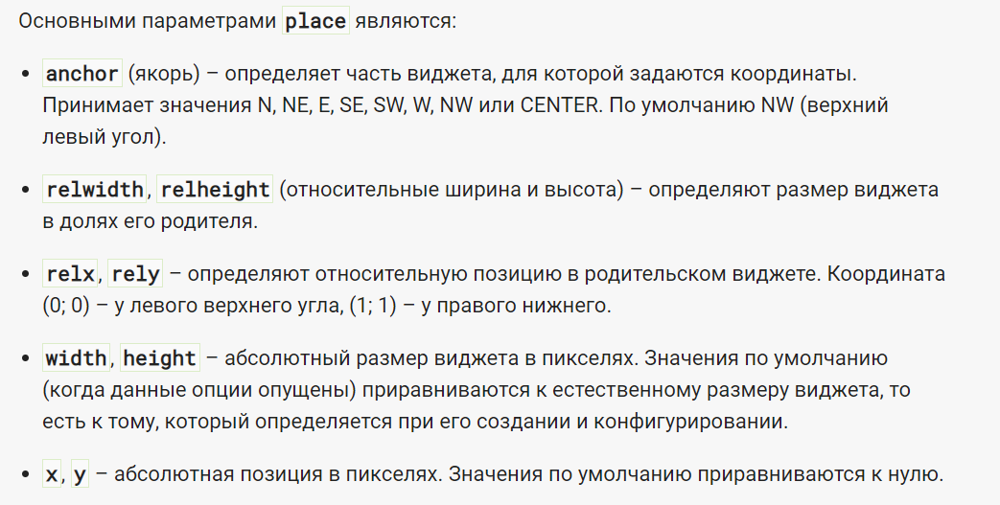 Основными параметрами place являются:
• anchor (якорь) – определяет часть виджета, для которой задаются координаты.
Принимает значения N, NE, E, SE, SW, W, NW или CENTER. По умолчанию NW (верхний
левый угол).
• relwidth, relheight (относительные ширина и высота) – определяют размер виджета
в долях его родителя.
• relx, rely – определяют относительную позицию в родительском виджете. Координата
(0; 0) – у левого верхнего угла, (1; 1) – у правого нижнего.
• width, height – абсолютный размер виджета в пикселях. Значения по умолчанию
(когда данные опции опущены) приравниваются к естественному размеру виджета, то
есть к тому, который определяется при его создании и конфигурировании.
• x, y – абсолютная позиция в пикселях. Значения по умолчанию приравниваются к нулю.